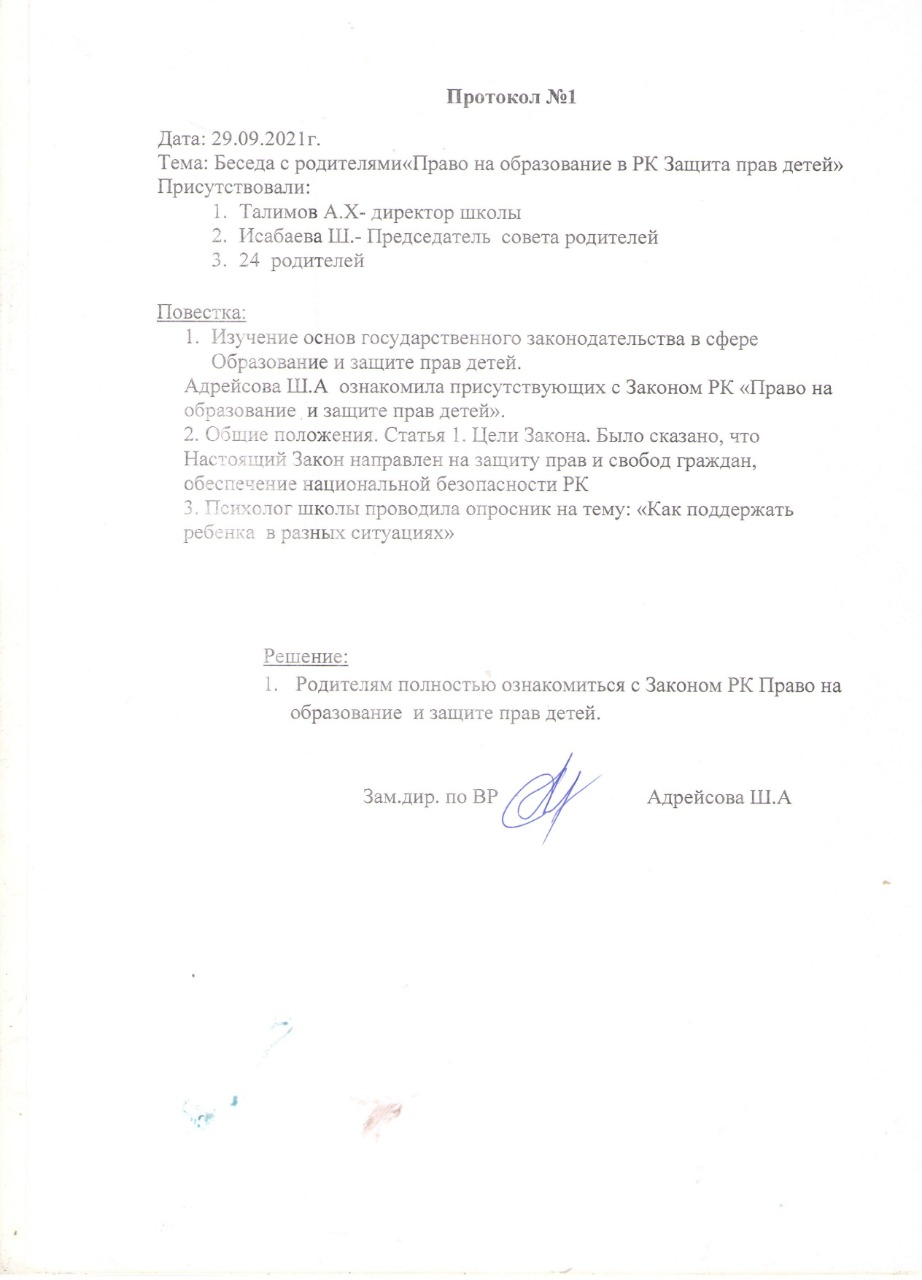 Протокол №1
Дата: 29.09.2021г.
Тема: Беседа с родителями«Право на образование в РК Защита прав детей»
Присутствовали:
1. Талимов А.Х- директор школы
2. Исабаева Ш.- Председатель совета родителей
3. 24 родителей
Повестка:
1. Изучение основ государственного законодательства в сфере
Образование и защите прав детей.
Адрейсова Ш.А ознакомила присутствующих с Законом РК «Право на
образование и защите прав детей».
2. Общие положения. Статья 1. Цели Закона. Было сказано, что
Настоящий Закон направлен на защиту прав и свобод граждан,
обеспечение национальной безопасности РК
3. Психолог школы проводила опросник на тему: «Как поддержать
ребенка в разных ситуациях»
Решение:
1. Родителям полностью ознакомиться с Законом РК Право на
образование и защите прав детей.
Зам.дир. по ВР Адрейсова Ш.А